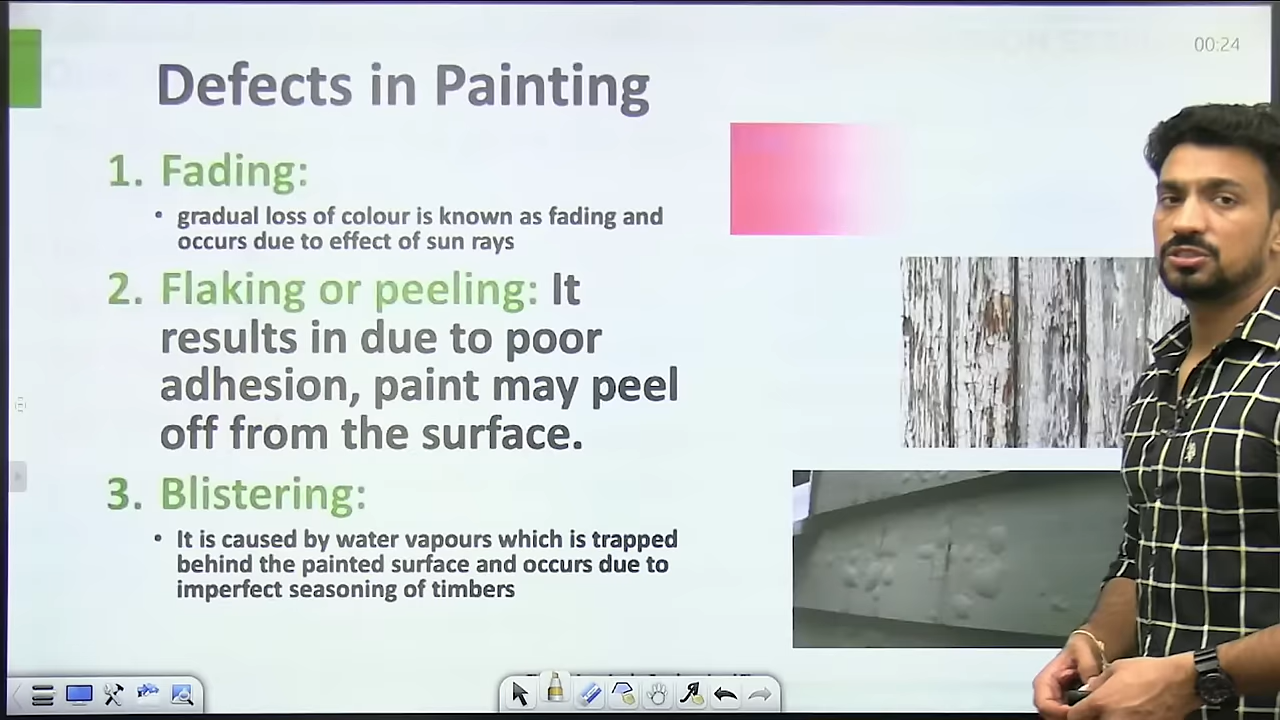 00:24
Defects in Painting
1. Fading:
• gradual loss of colour is known as fading and
occurs due to effect of sun rays
2. Flaking or peeling: It
results in due to poor
adhesion, paint may peel
off from the surface.
3. Blistering:
• It is caused by water vapours which is trapped
behind the painted surface and occurs due to
imperfect seasoning of timbers